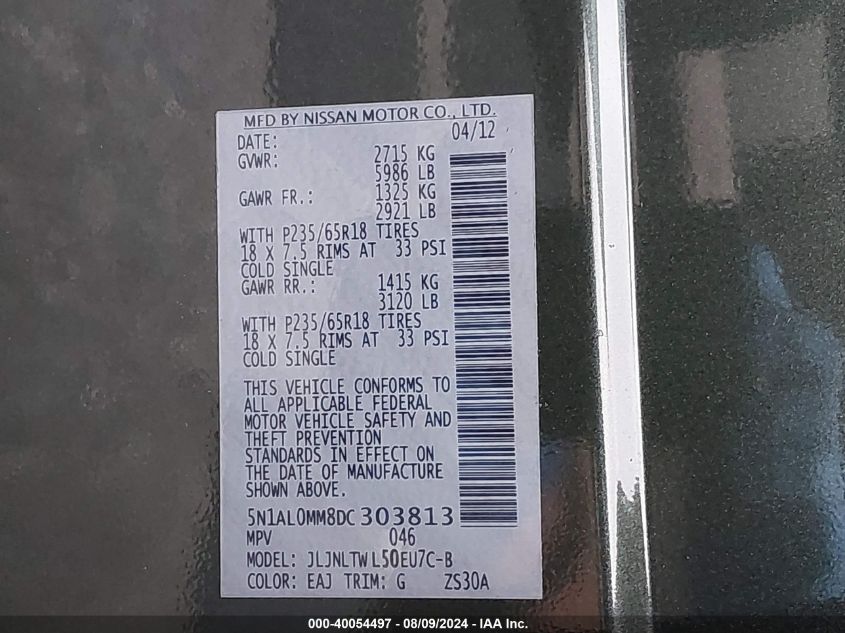 MFD BY NISSAN MOTOR CO., LTD.
DATE: 04/12
GVWR: 2715 KG
5986 LB
GAWR FR.: 1325 KG
2921 LB
WITH P235/65R18 TIRES
18 X 7.5 RIMS AT 33 PSI
COLD SINGLE
GAWR RR.: 1415 KG
3120 LB
WITH P235/65R18 TIRES
18 X 7.5 RIMS AT 33 PSI
COLD SINGLE
THIS VEHICLE CONFORMS TO
ALL APPLICABLE FEDERAL
MOTOR VEHICLE SAFETY AND
THEFT PREVENTION
STANDARDS IN EFFECT ON
THE DATE OF MANUFACTURE
SHOWN ABOVE.
5N1AL0MM8DC303813
MPV 046
MODEL: JLJNLTWL50EU7C-B
COLOR: EAJ TRIM: G ZS30A
000-40054497 - 08/09/2024 - IAA Inc.